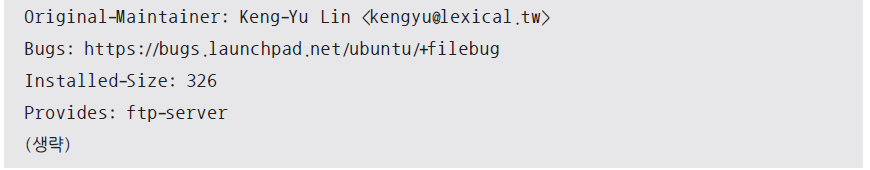 Original-Maintainer: Keng-Yu Lin <kengyu@lexical.tw>
Bugs: https://bugs.launchpad.net/ubuntu/+filebug
Installed-Size: 326
Provides: ftp-server
(생략)